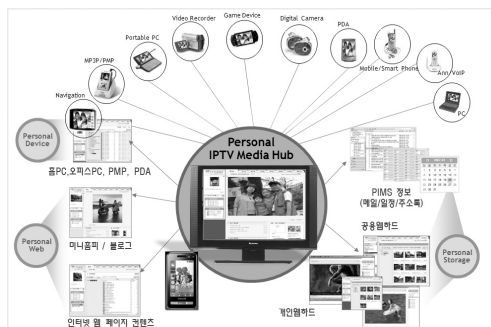 Video Recorder
Game Device
Digital Camera
PDA
Portable PC
Mobile/Smart Phone
MP3P/PMP
Ann/VoIP
Navigation
PC
Personal
IPTV Media Hub
Personal
Device
홈PC,오피스PC, PMP, PDA
PIMS 정보
(메일/일정/주소록)
공용웹하드
Personal
Web
미니홈피 / 블로그
Personal
Storage
개인웹하드
인터넷 웹 페이지 컨텐츠